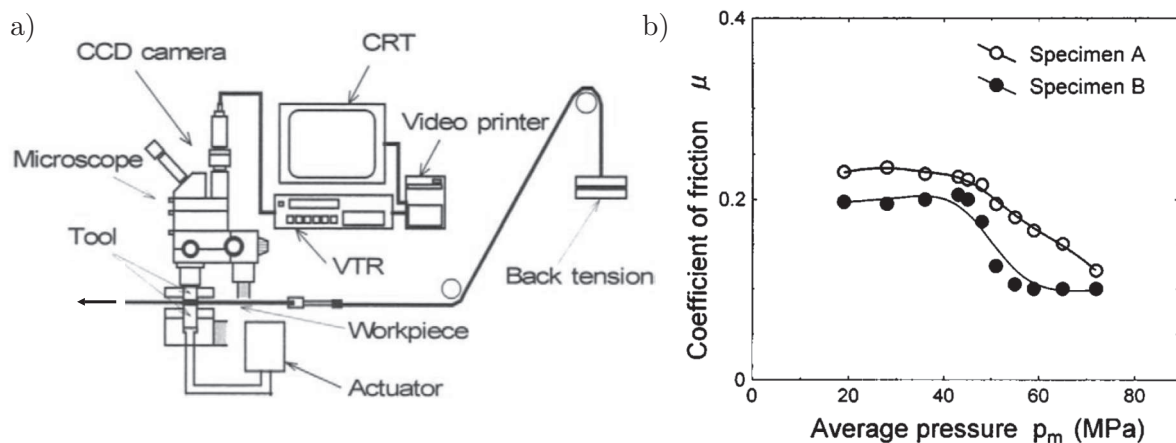 a)
CCD camera
CRT
Video printer
Microscope
Tool
VTR
Back tension
Workpiece
Actuator
b)
0.4
Specimen A
Specimen B
Coefficient of friction μ
0.2
0
0 20 40 60 80
Average pressure pm (MPa)